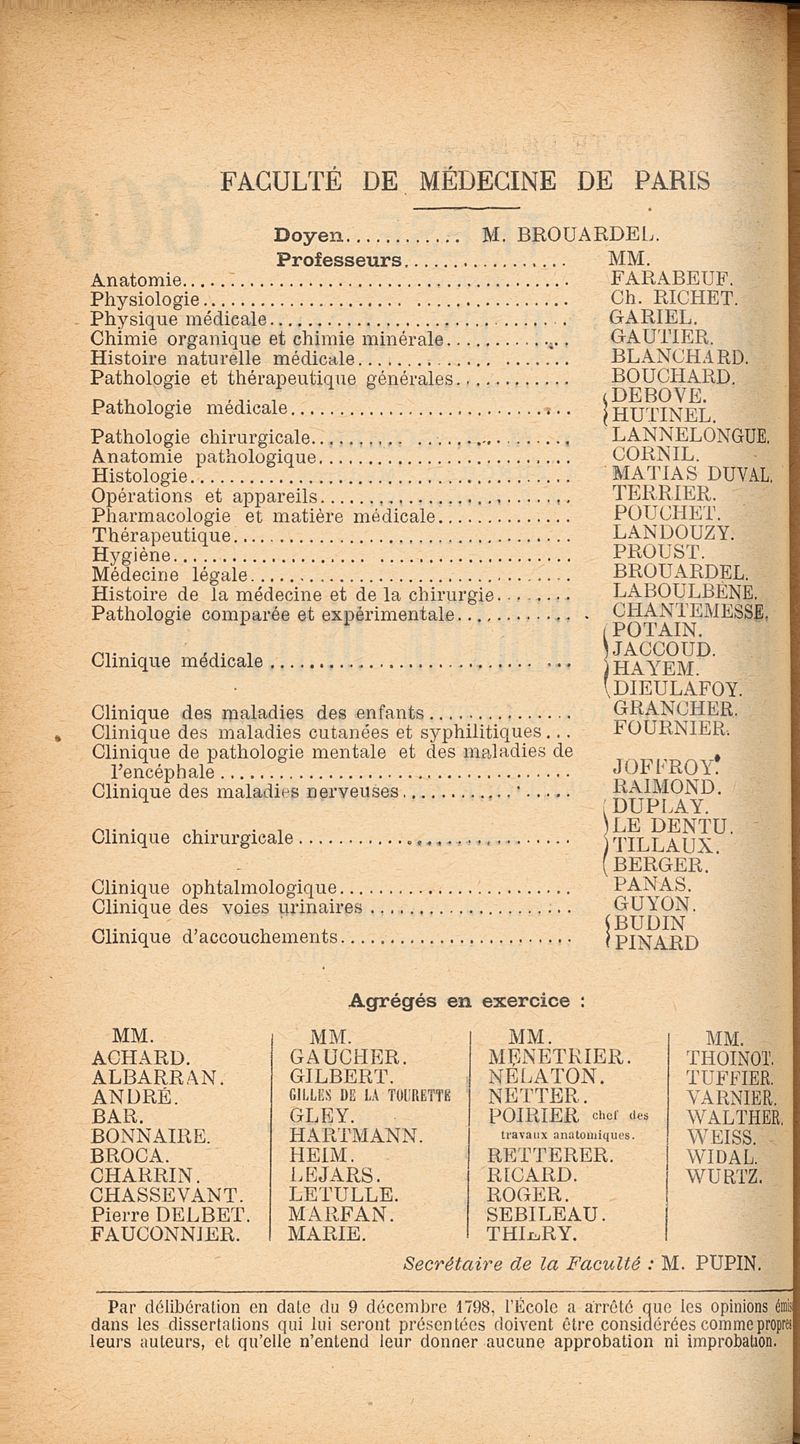 FACULTÉ DE MÉDECINE DE PARIS
Doyen............ M. BROUARDEL.
Professeurs................. MM.
Anatomie........................................ FARABEUF.
Physiologie..................................... Ch. RICHET.
Physique médicale............................... GARIEL.
Chimie organique et chimie minérale............. GAUTIER.
Histoire naturelle médicale..................... BLANCHARD.
Pathologie et thérapeutique générales........... BOUCHARD.
Pathologie médicale............................. DEBOVE.
HUTINEL.
Pathologie chirurgicale......................... LANNELONGUE.
Anatomie pathologique........................... CORNIL.
Histologie...................................... MATIAS DUVAL.
Opérations et appareils......................... TERRIER.
Pharmacologie et matière médicale............... POUCHET.
Thérapeutique................................... LANDOUZY.
Hygiène......................................... PROUST.
Médecine légale................................. BROUARDEL.
Histoire de la médecine et de la chirurgie........ LABOULBÈNE.
Pathologie comparée et expérimentale............ CHANTEMESSE.
Clinique médicale .............................. POTAIN.
JACCOUD.
HAYEM.
DIEULAFOY.
Clinique des maladies des enfants............... GRANCHER.
Clinique des maladies cutanées et syphilitiques... FOURNIER.
Clinique de pathologie mentale et des maladies de
l'encéphale .................................... JOFFROY.
Clinique des maladies nerveuses................. RAIMOND.
Clinique chirurgicale .......................... DUPLAY.
LE DENTU.
TILLAUX.
BERGER.
Clinique ophtalmologique........................ PANAS.
Clinique des voies urinaires ................... GUYON.
Clinique d'accouchements........................ BUDIN
PINARD
Agrégés en exercice :
MM.
ACHARD.
ALBARRAN.
ANDRÉ.
BAR.
BONNAIRE.
BROCA.
CHARRIN.
CHASSEVANT.
Pierre DELBET.
FAUCONNIER.
MM.
GAUCHER.
GILBERT.
GILLES DE LA TOURETTE
GLEY.
HARTMANN.
HEIM.
LEJARS.
LETULLE.
MARFAN.
MARIE.
MM.
MENETRIER.
NELATON.
NETTER.
POIRIER chef des
travaux anatomiques.
RETTERER.
RICARD.
ROGER.
SEBILEAU.
THIERY.
MM.
THOINOT.
TUFFIER.
VARNIER.
WALTHER.
WEISS.
WIDAL.
WURTZ.
Secrétaire de la Faculté : M. PUPIN.
Par délibération en date du 9 décembre 1798, l'École a arrêté que les opinions
dans les dissertations qui lui seront présentées doivent être considérées comme propres
leurs auteurs, et qu'elle n'entend leur donner aucune approbation ni improbation.